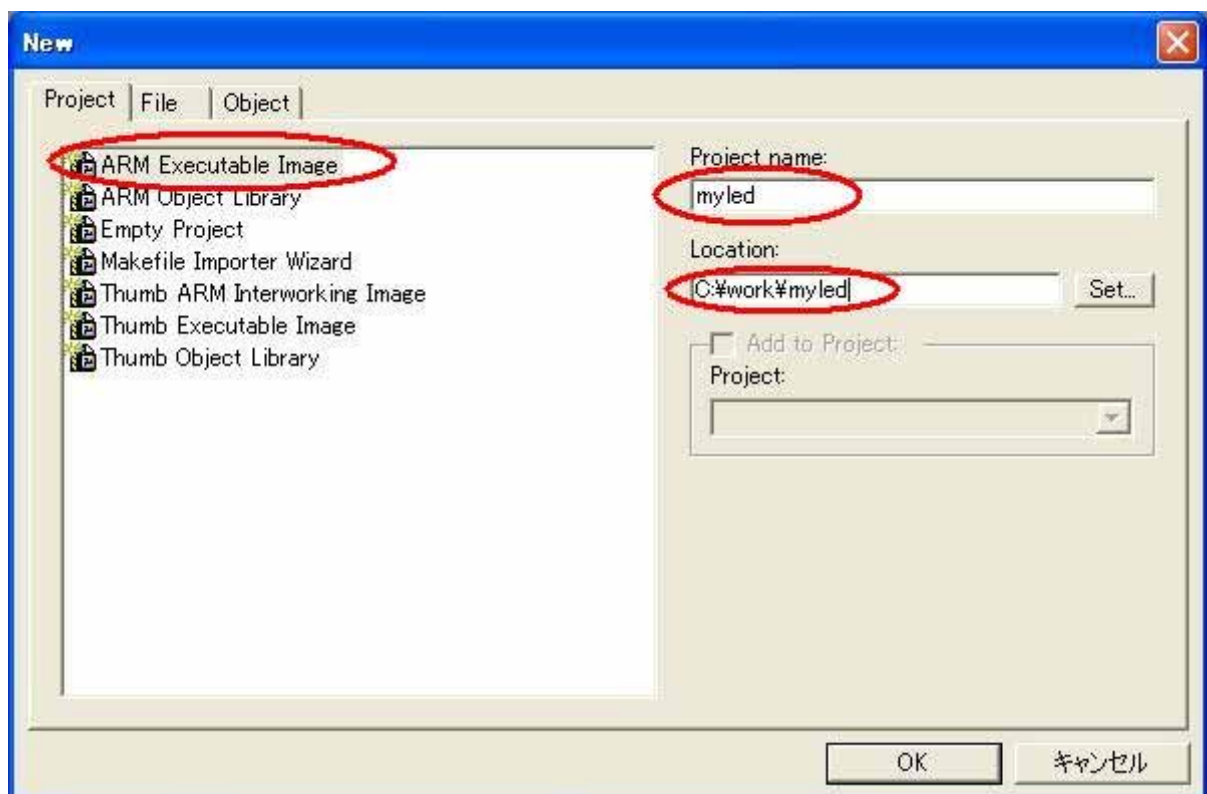 New
Project
File
Object
ARM Executable Image
ARM Object Library
Empty Project
Makefile Importer Wizard
Thumb ARM Interworking Image
Thumb Executable Image
Thumb Object Library
Project name:
myled
Location:
C:¥work¥myled
Set...
Add to Project:
Project:
OK
キャンセル